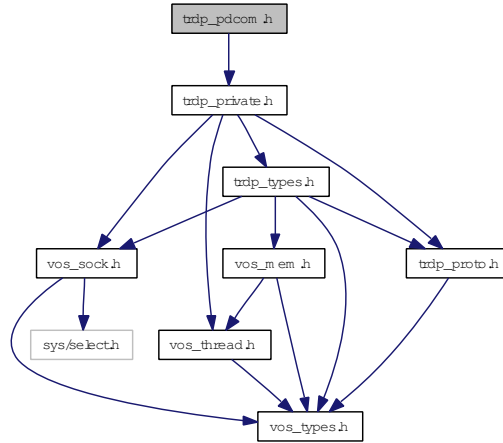 trdp_pdcom.h
trdp_private.h
trdp_types.h
vos_sock.h
vos_mem.h
trdp_proto.h
sys/select.h
vos_thread.h
vos_types.h